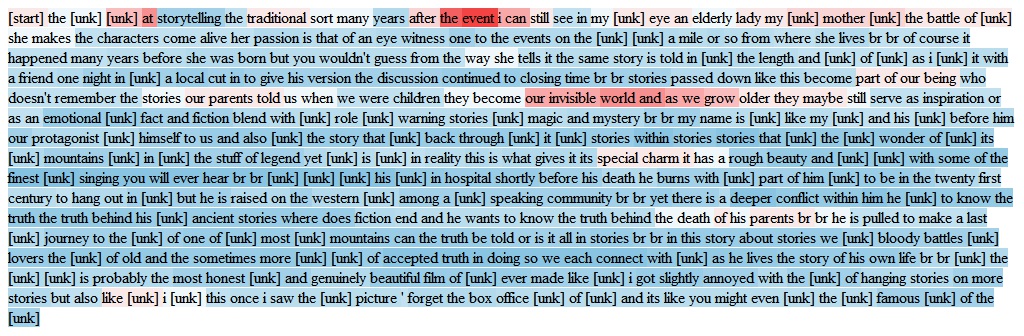 [start] the [unk] [unk] at storytelling the traditional sort many years after the event i can still see in my [unk] eye an elderly lady my [unk] mother [unk] the battle of [unk]
she makes the characters come alive her passion is that of an eye witness one to the events on the [unk] [unk] a mile or so from where she lives br br of course it
happened many years before she was born but you wouldn't guess from the way she tells it the same story is told in [unk] the length and [unk] of [unk] as i [unk] it with
a friend one night in [unk] a local cut in to give his version the discussion continued to closing time br br stories passed down like this become part of our being who
doesn't remember the stories our parents told us when we were children they become our invisible world and as we grow older they maybe still serve as inspiration or
as an emotional [unk] fact and fiction blend with [unk] role [unk] warning stories [unk] magic and mystery br br my name is [unk] like my [unk] and his [unk] before him
our protagonist [unk] himself to us and also [unk] the story that [unk] back through [unk] it [unk] stories within stories stories that [unk] the [unk] wonder of [unk] its
[unk] mountains [unk] in [unk] the stuff of legend yet [unk] is [unk] in reality this is what gives it its special charm it has a rough beauty and [unk] [unk] with some of the
finest [unk] singing you will ever hear br br [unk] [unk] [unk] his [unk] in hospital shortly before his death he burns with [unk] part of him [unk] to be in the twenty first
century to hang out in [unk] but he is raised on the western [unk] among a [unk] speaking community br br yet there is a deeper conflict within him he [unk] to know the
truth the truth behind his [unk] ancient stories where does fiction end and he wants to know the truth behind the death of his parents br br he is pulled to make a last
[unk] journey to the [unk] of one of [unk] most [unk] mountains can the truth be told or is it all in stories br br in this story about stories we [unk] bloody battles [unk]
lovers the [unk] of old and the sometimes more [unk] [unk] of accepted truth in doing so we each connect with [unk] as he lives the story of his own life br br [unk] the
[unk] [unk] is probably the most honest [unk] and genuinely beautiful film of [unk] ever made like [unk] i got slightly annoyed with the [unk] of hanging stories on more
stories but also like [unk] i [unk] this once i saw the [unk] picture ' forget the box office [unk] of [unk] and its like you might even [unk] the [unk] famous [unk] of the
[unk]